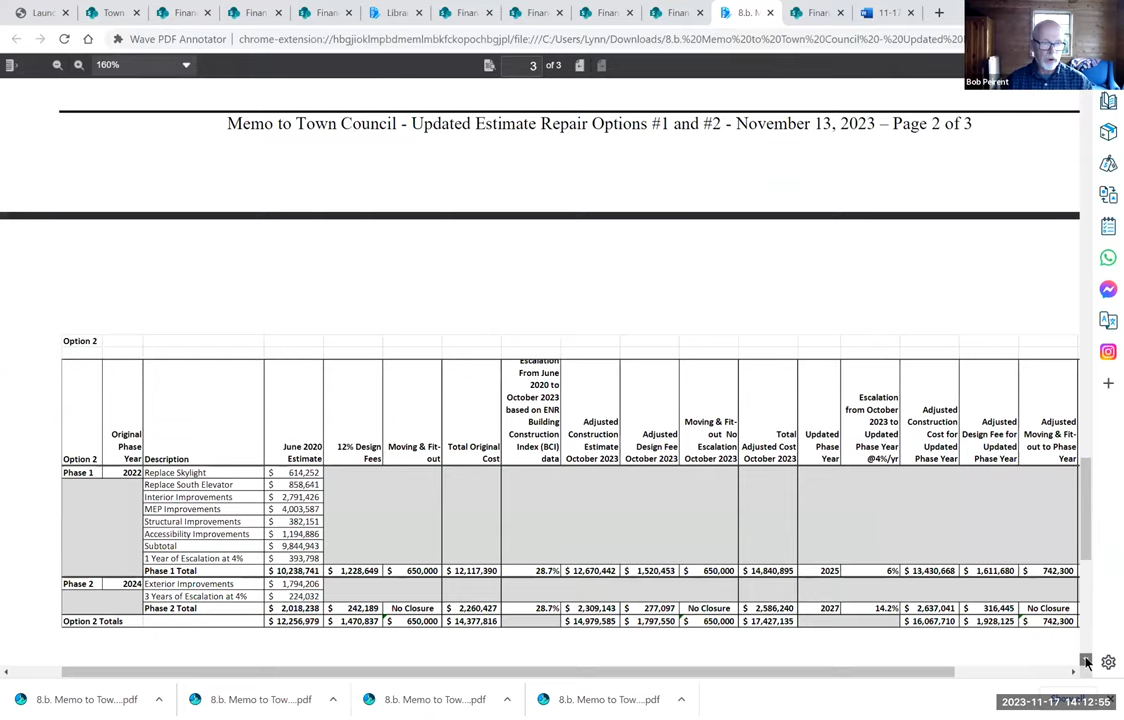 Launc × Town × Financ × Financ × Financ × Librar × Financ × Financ × Financ × Financ × 8.b. M × Financ × 11-17 ×
Wave PDF Annotator | chrome-extension://hbgjioklmpbdmemlmbkfckopochbgjpl/file:///C:/Users/Lynn/Downloads/8.b.%20Memo%20to%20Town%20Council%20-%20Updated%20
Bob Peirent
160%
3 of 3
Memo to Town Council - Updated Estimate Repair Options #1 and #2 - November 13, 2023 – Page 2 of 3
Option 2
Option 2 | Original Phase Year | Description | June 2020 Estimate | 12% Design Fees | Moving & Fit-out | Total Original Cost | Escalation From June 2020 to October 2023 based on ENR Building Construction Index (BCI) data | Adjusted Construction Estimate October 2023 | Adjusted Design Fee October 2023 | Moving & Fit-out No Escalation October 2023 | Total Adjusted Cost October 2023 | Updated Phase Year | Escalation from October 2023 to Updated Phase Year @4%/yr | Adjusted Construction Cost for Updated Phase Year | Adjusted Design Fee for Updated Phase Year | Adjusted Moving & Fit-out to Phase Year
Phase 1 2022 Replace Skylight $ 614,252
Replace South Elevator $ 858,641
Interior Improvements $ 2,791,426
MEP Improvements $ 4,003,587
Structural Improvements $ 382,151
Accessibility Improvements $ 1,194,886
Subtotal $ 9,844,943
1 Year of Escalation at 4% $ 393,798
Phase 1 Total $ 10,238,741 $ 1,228,649 $ 650,000 $ 12,117,390 28.7% $ 12,670,442 $ 1,520,453 $ 650,000 $ 14,840,895 2025 6% $ 13,430,668 $ 1,611,680 $ 742,300
Phase 2 2024 Exterior Improvements $ 1,794,206
3 Years of Escalation at 4% $ 224,032
Phase 2 Total $ 2,018,238 $ 242,189 No Closure $ 2,260,427 28.7% $ 2,309,143 $ 277,097 No Closure $ 2,586,240 2027 14.2% $ 2,637,041 $ 316,445 No Closure
Option 2 Totals $ 12,256,979 $ 1,470,837 $ 650,000 $ 14,377,816 $ 14,979,585 $ 1,797,550 $ 650,000 $ 17,427,135 $ 16,067,710 $ 1,928,125 $ 742,300
8.b. Memo to Tow....pdf 8.b. Memo to Tow....pdf 8.b. Memo to Tow....pdf 8.b. Memo to Tow....pdf
2023-11-17 14:12:55